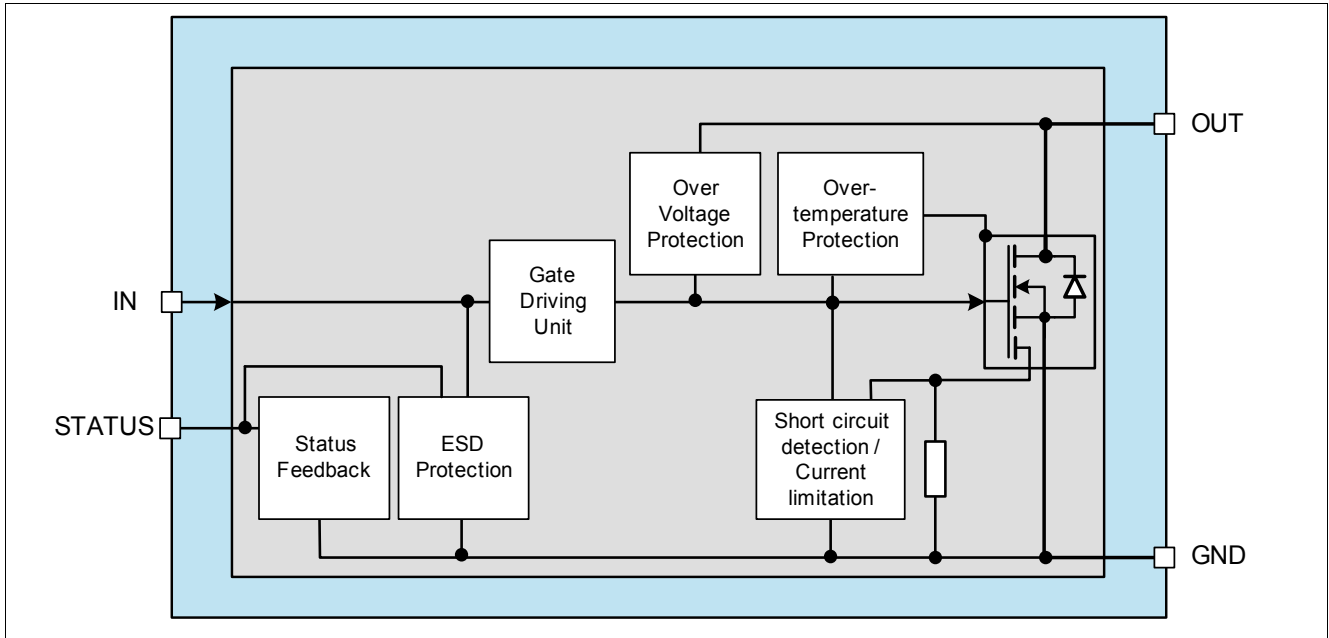 OUT
Over
Voltage
Protection
Over-
temperature
Protection
Gate
Driving
Unit
IN
STATUS
Status
Feedback
ESD
Protection
Short circuit
detection /
Current
limitation
GND